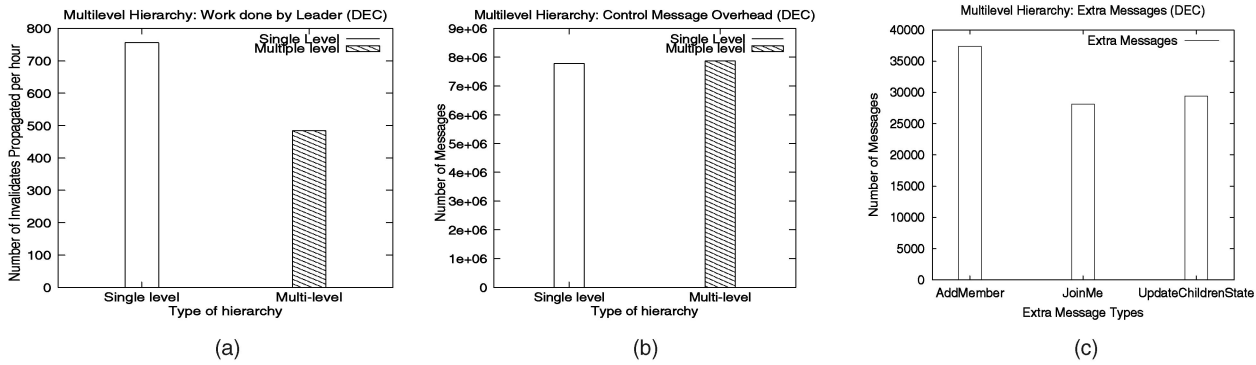 Multilevel Hierarchy: Work done by Leader (DEC)
Number of Invalidates Propagated per hour
800
700
600
500
400
300
200
100
0
Single Level
Multiple level
Single level
Multi-level
Type of hierarchy
(a)
Multilevel Hierarchy: Control Message Overhead (DEC)
Number of Messages
9e+06
8e+06
7e+06
6e+06
5e+06
4e+06
3e+06
2e+06
1e+06
0
Single Level
Multiple level
Single level
Multi-level
Type of hierarchy
(b)
Multilevel Hierarchy: Extra Messages (DEC)
Number of Messages
40000
35000
30000
25000
20000
15000
10000
5000
0
Extra Messages
AddMember
JoinMe
UpdateChildrenState
Extra Message Types
(c)